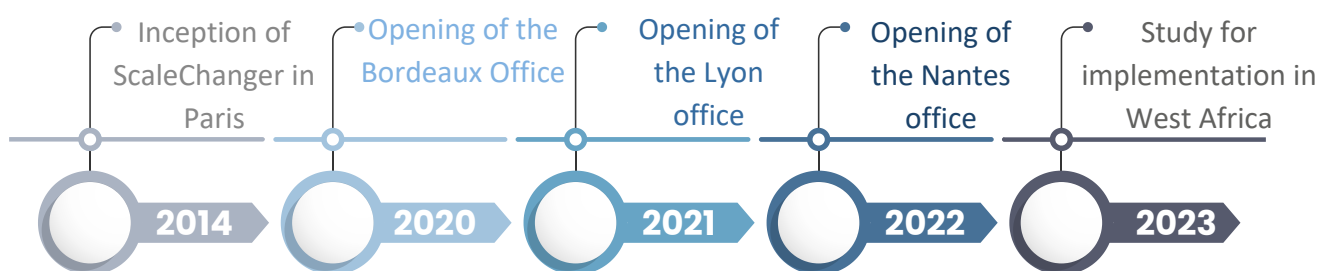 Inception of
ScaleChanger in
Paris
Opening of the
Bordeaux Office
Opening of
the Lyon
office
Opening of
the Nantes
office
Study for
implementation in
West Africa
2014
2020
2021
2022
2023